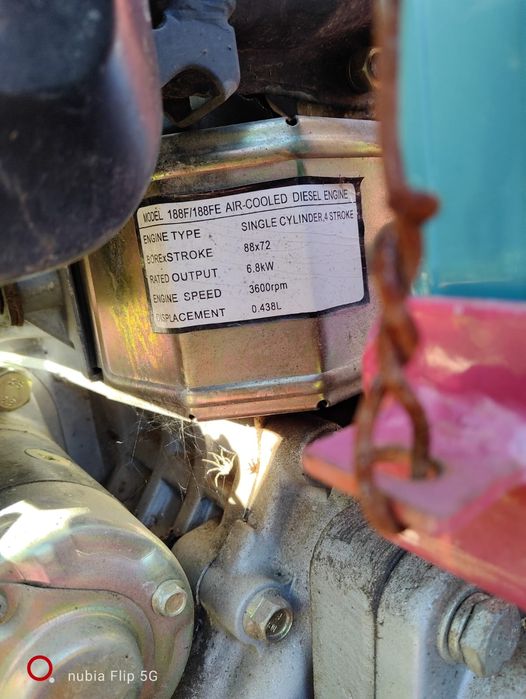 MODEL 188F/188FE AIR-COOLED DIESEL ENGINE
ENGINE TYPE SINGLE CYLINDER,4 STROKE
BORExSTROKE 88x72
RATED OUTPUT 6.8kW
ENGINE SPEED 3600rpm
DISPLACEMENT 0.438L
nubia Flip 5G